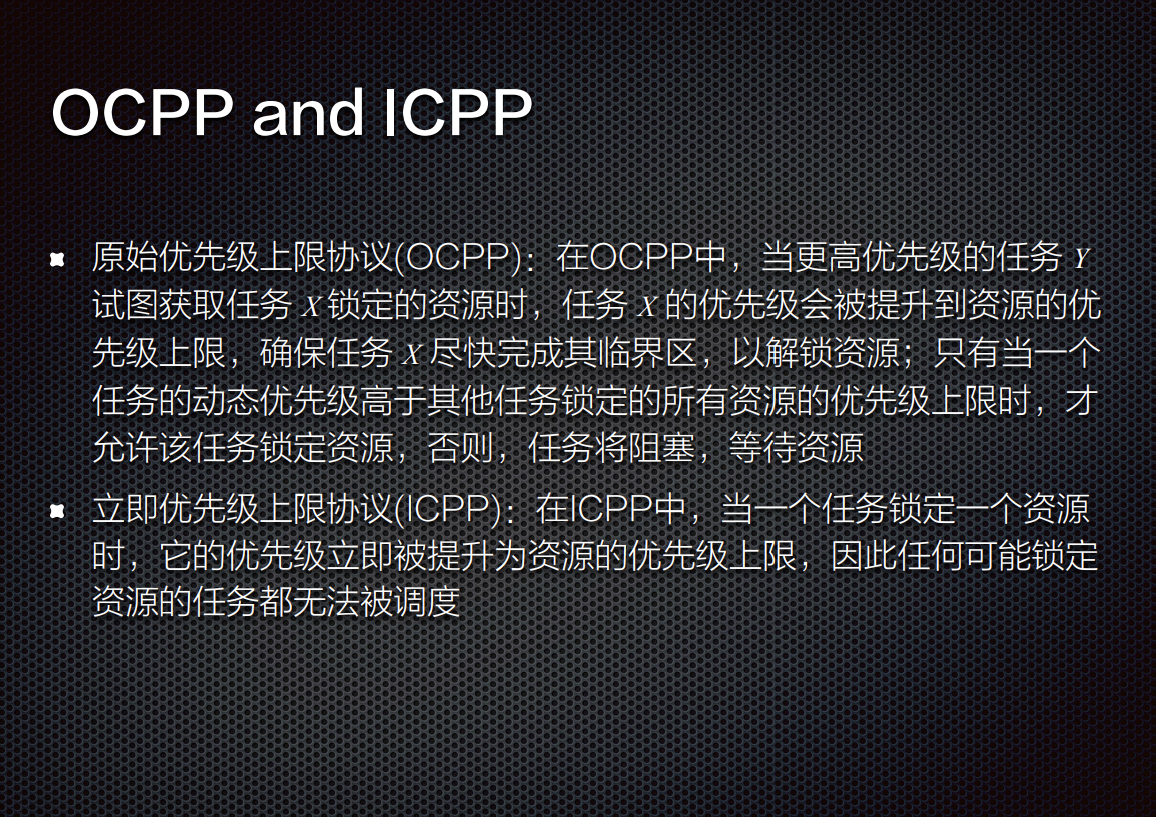 OCPP and ICPP
原始优先级上限协议(OCPP)：在OCPP中，当更高优先级的任务 Y
试图获取任务 X 锁定的资源时，任务 X 的优先级会被提升到资源的优
先级上限，确保任务 X 尽快完成其临界区，以解锁资源；只有当一个
任务的动态优先级高于其他任务锁定的所有资源的优先级上限时，才
允许该任务锁定资源，否则，任务将阻塞，等待资源
立即优先级上限协议(ICPP)：在ICPP中，当一个任务锁定一个资源
时，它的优先级立即被提升为资源的优先级上限，因此任何可能锁定
资源的任务都无法被调度